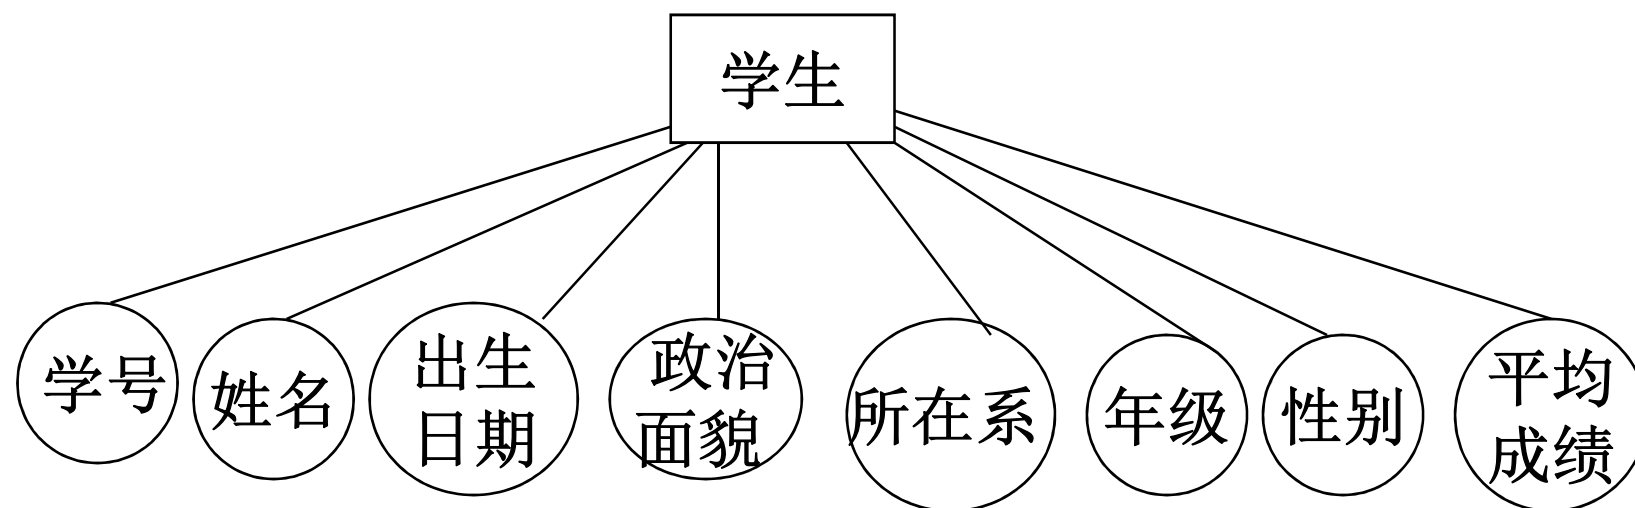 学生
学号
姓名
出生
日期
政治
面貌
所在系
年级
性别
平均
成绩